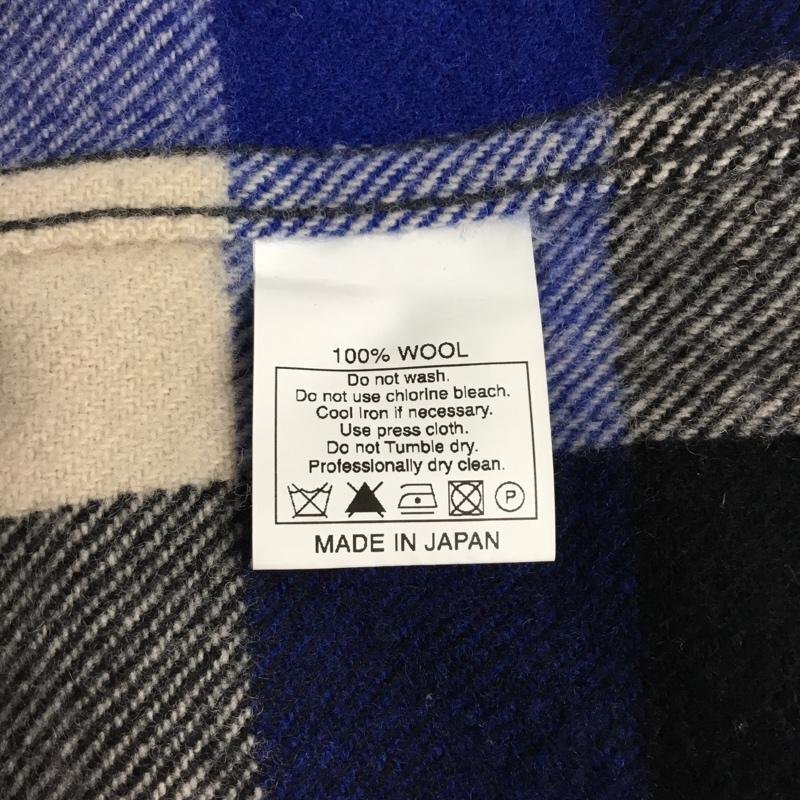 100% WOOL
Do not wash.
Do not use chlorine bleach.
Cool Iron if necessary.
Use press cloth.
Do not Tumble dry.
Professionally dry clean.
P
MADE IN JAPAN